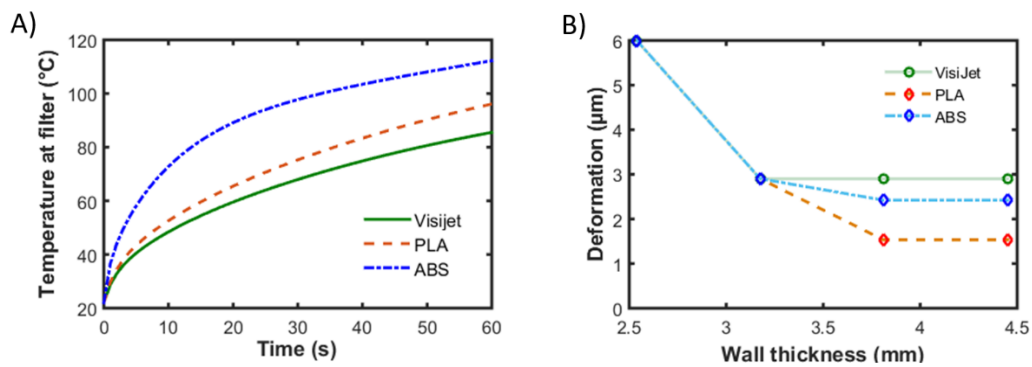 A)
120
100
80
60
40
20
0
10
20
30
40
50
60
Temperature at filter (°C)
Time (s)
Visijet
PLA
ABS
B)
6
5
4
3
2
1
0
2.5
3
3.5
4
4.5
Deformation (μm)
Wall thickness (mm)
VisiJet
PLA
ABS